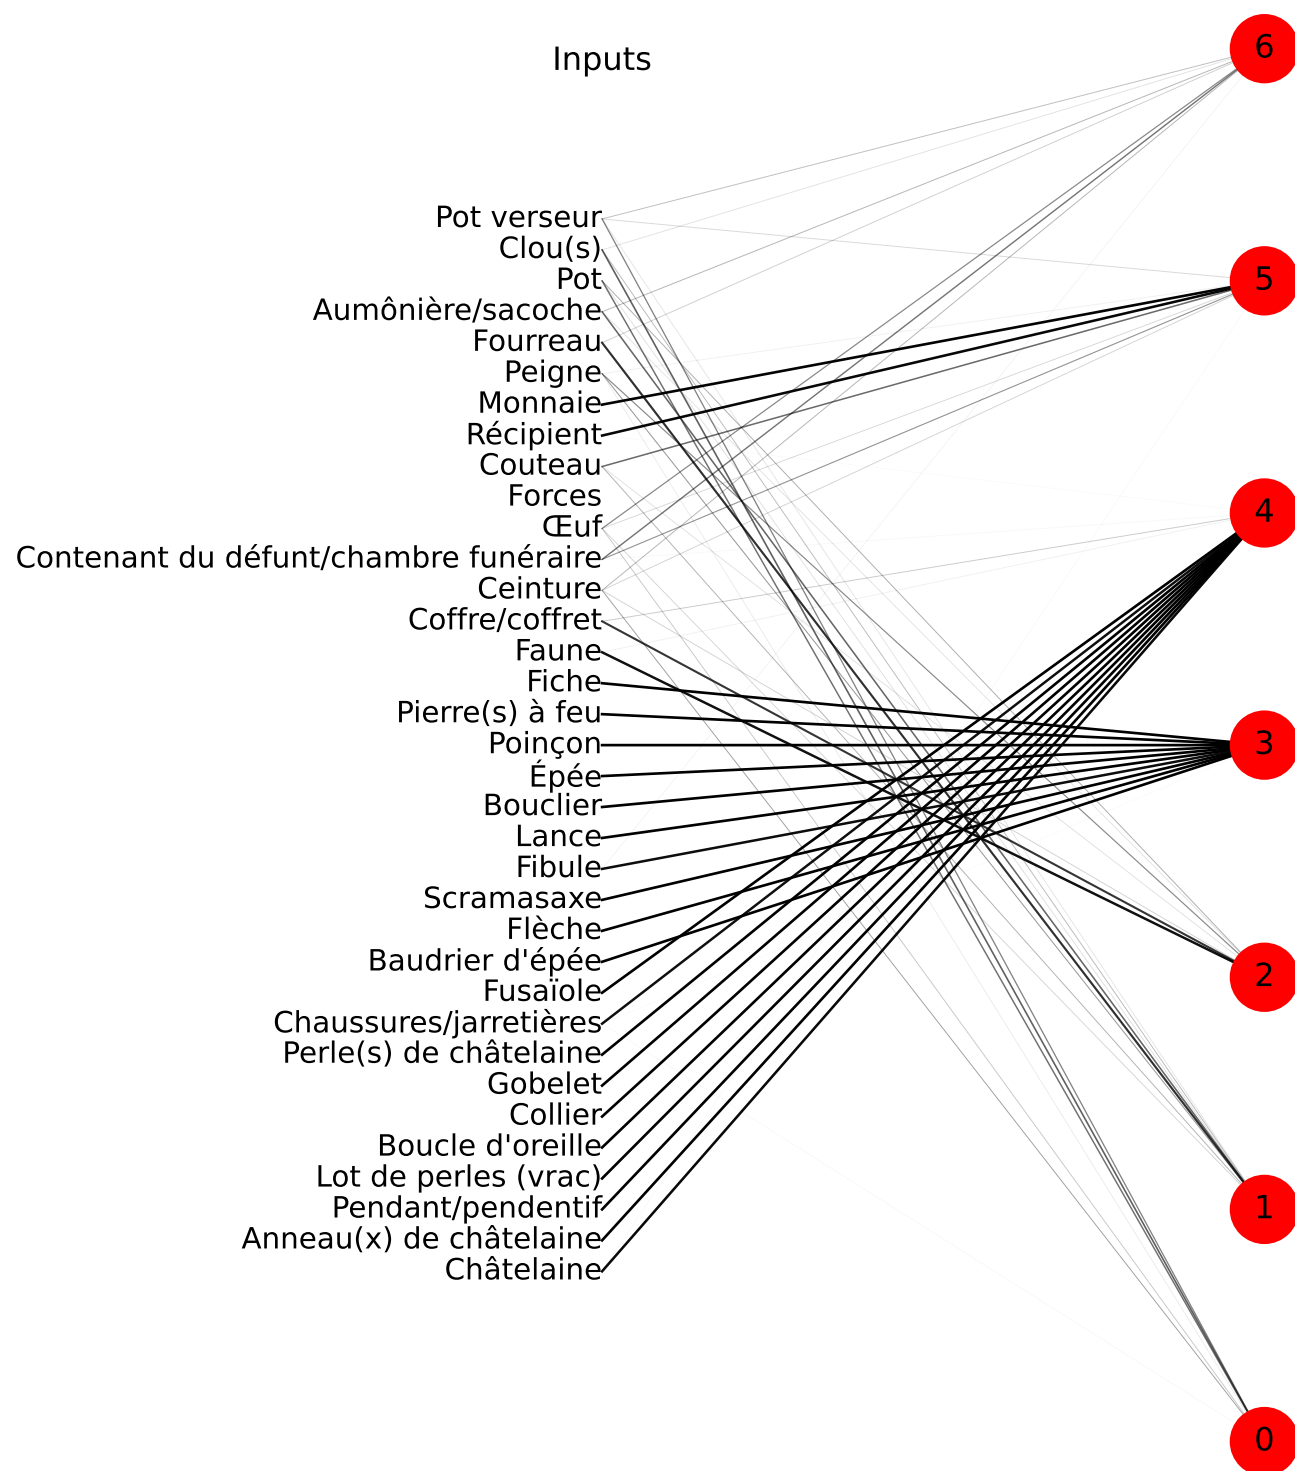 6
Inputs
Pot verseur
Clou(s)
5
Pot
Aumônière/sacoche
Fourreau
Peigne
Monnaie
Récipient
Couteau
Forces
4
Œuf
Contenant du défunt/chambre funéraire
Ceinture
Coffre/coffret
Faune
Fiche
Pierre(s) à feu
Poinçon
3
Épée
Bouclier
Lance
Fibule
Scramasaxe
Flèche
Baudrier d'épée
2
Fusaïole
Chaussures/jarretières
Perle(s) de châtelaine
Gobelet
Collier
Boucle d'oreille
Lot de perles (vrac)
Pendant/pendentif
1
Anneau(x) de châtelaine
Châtelaine
0